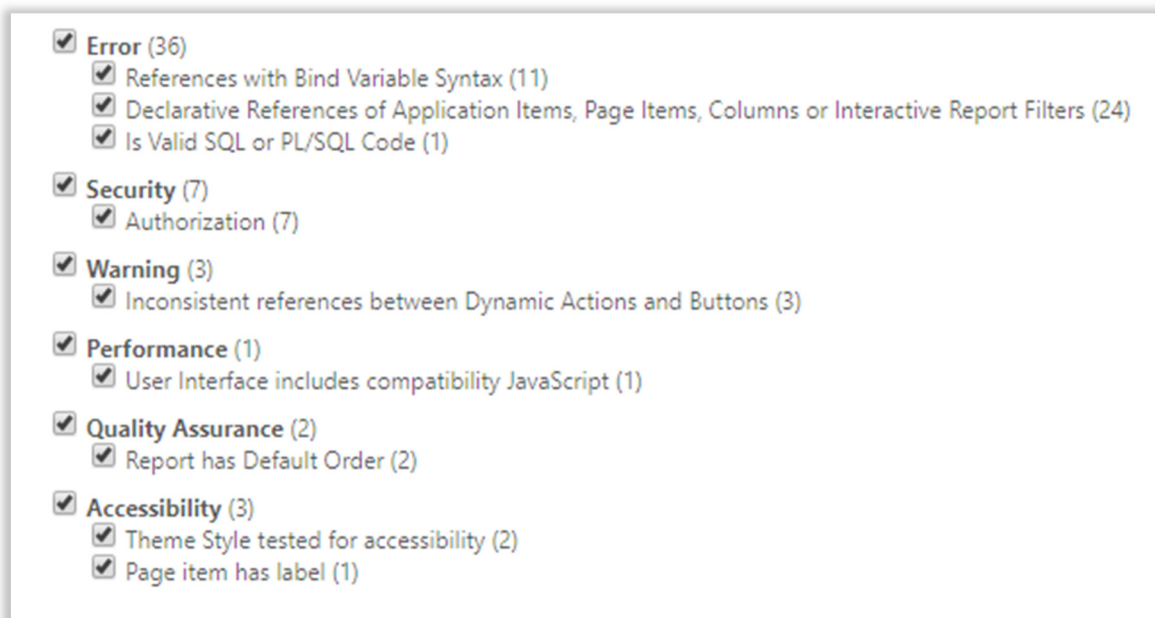 Error (36)
References with Bind Variable Syntax (11)
Declarative References of Application Items, Page Items, Columns or Interactive Report Filters (24)
Is Valid SQL or PL/SQL Code (1)
Security (7)
Authorization (7)
Warning (3)
Inconsistent references between Dynamic Actions and Buttons (3)
Performance (1)
User Interface includes compatibility JavaScript (1)
Quality Assurance (2)
Report has Default Order (2)
Accessibility (3)
Theme Style tested for accessibility (2)
Page item has label (1)